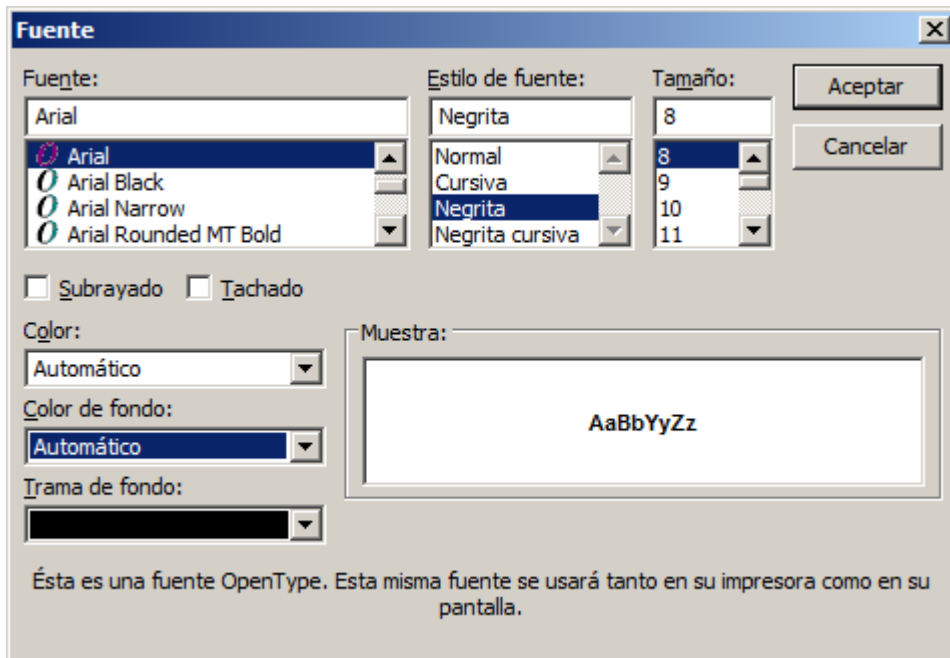 Fuente
Fuente:
Estilo de fuente:
Tamaño:
Aceptar
Arial
Negrita
8
Cancelar
Arial
Arial Black
Arial Narrow
Arial Rounded MT Bold
Normal
Cursiva
Negrita
Negrita cursiva
8
9
10
11
Subrayado
Tachado
Color:
Automático
Color de fondo:
Automático
Trama de fondo:
Muestra:
AaBbYyZz
Ésta es una fuente OpenType. Esta misma fuente se usará tanto en su impresora como en su
pantalla.